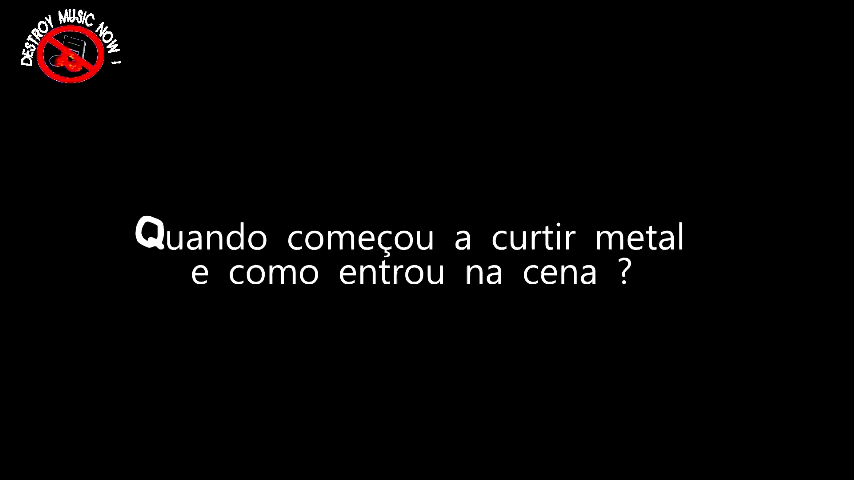 DESTROY MUSIC NOW !
Quando começou a curtir metal
e como entrou na cena ?